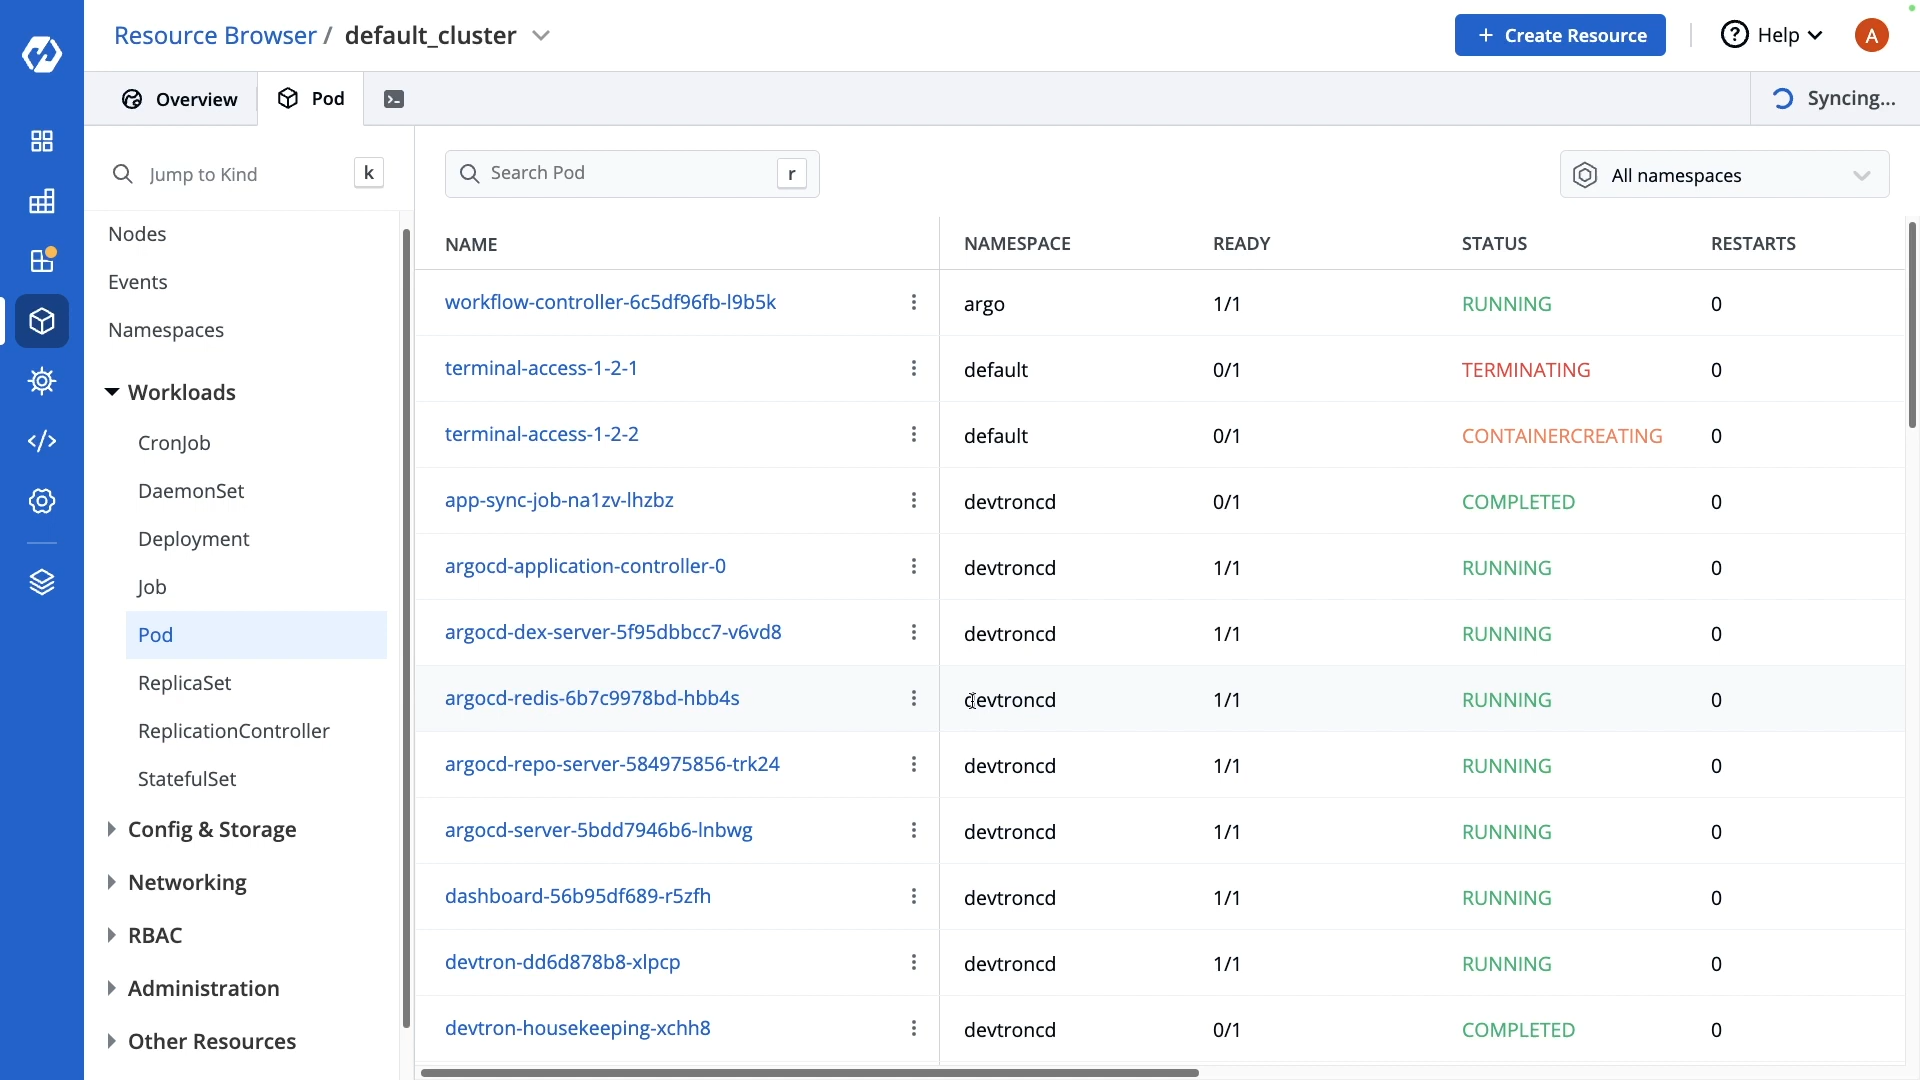 Resource Browser / default_cluster
+ Create Resource
? Help
A
Overview
Pod
Syncing...
Jump to Kind
k
Search Pod
r
All namespaces
Nodes
Events
Namespaces
Workloads
CronJob
DaemonSet
Deployment
Job
Pod
ReplicaSet
ReplicationController
StatefulSet
Config & Storage
Networking
RBAC
Administration
Other Resources
NAME NAMESPACE READY STATUS RESTARTS
workflow-controller-6c5df96fb-l9b5k argo 1/1 RUNNING 0
terminal-access-1-2-1 default 0/1 TERMINATING 0
terminal-access-1-2-2 default 0/1 CONTAINERCREATING 0
app-sync-job-na1zv-lhzbz devtroncd 0/1 COMPLETED 0
argocd-application-controller-0 devtroncd 1/1 RUNNING 0
argocd-dex-server-5f95dbbcc7-v6vd8 devtroncd 1/1 RUNNING 0
argocd-redis-6b7c9978bd-hbb4s devtroncd 1/1 RUNNING 0
argocd-repo-server-584975856-trk24 devtroncd 1/1 RUNNING 0
argocd-server-5bdd7946b6-lnbwg devtroncd 1/1 RUNNING 0
dashboard-56b95df689-r5zfh devtroncd 1/1 RUNNING 0
devtron-dd6d878b8-xlpcp devtroncd 1/1 RUNNING 0
devtron-housekeeping-xchh8 devtroncd 0/1 COMPLETED 0